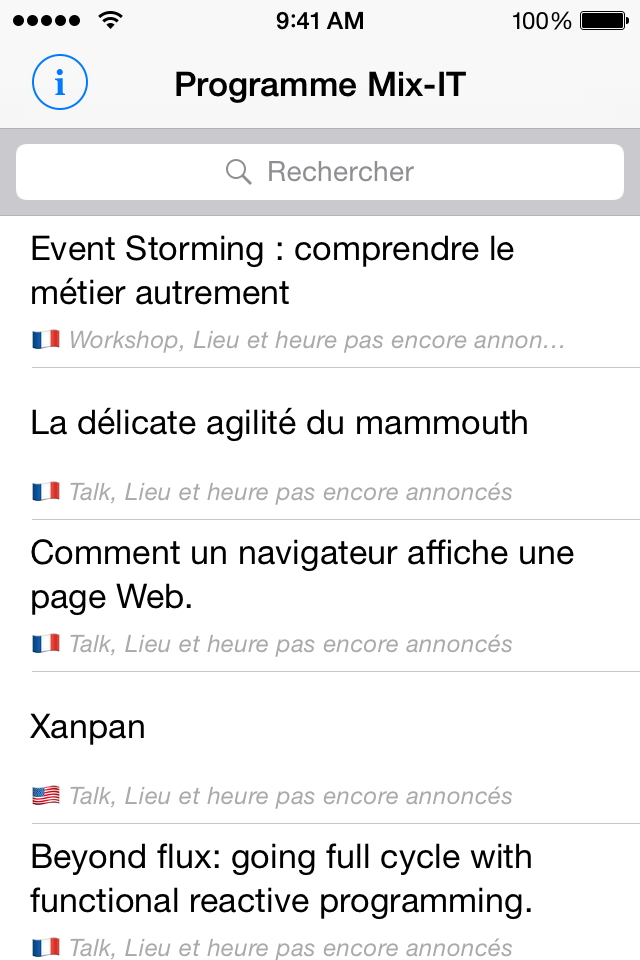 9:41 AM 100%
i Programme Mix-IT
Rechercher
Event Storming : comprendre le
métier autrement
Workshop, Lieu et heure pas encore annon…
La délicate agilité du mammouth
Talk, Lieu et heure pas encore annoncés
Comment un navigateur affiche une
page Web.
Talk, Lieu et heure pas encore annoncés
Xanpan
Talk, Lieu et heure pas encore annoncés
Beyond flux: going full cycle with
functional reactive programming.
Talk, Lieu et heure pas encore annoncés